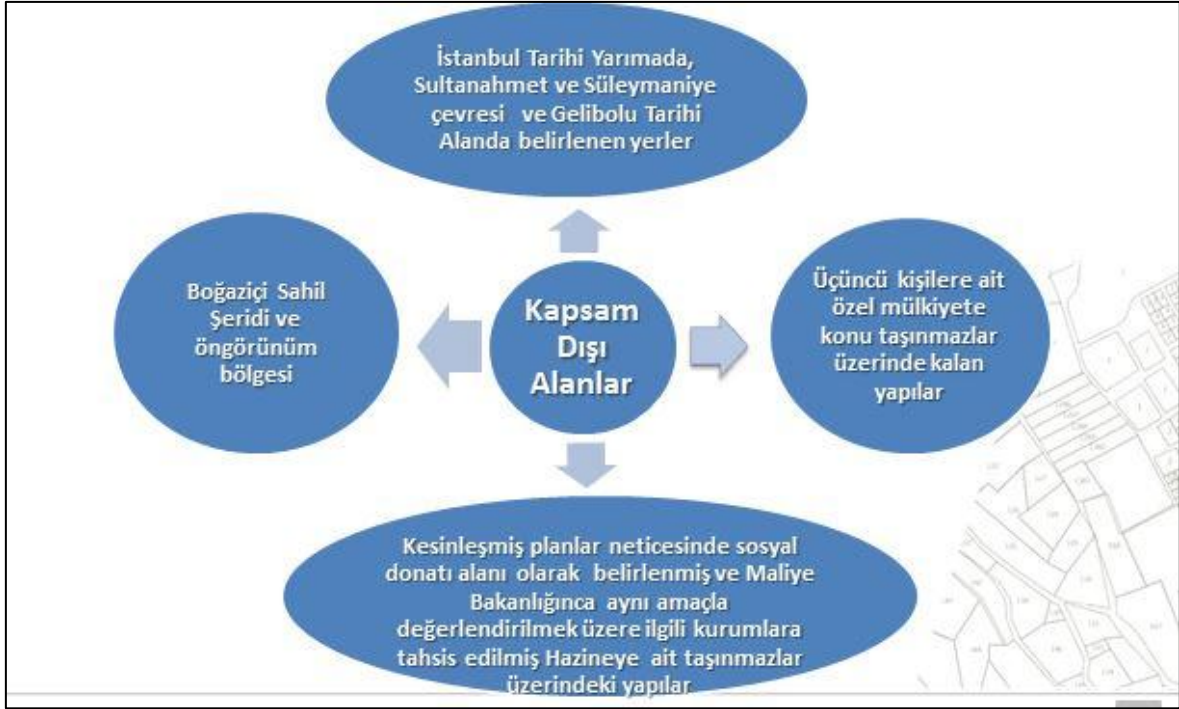 İstanbul Tarihi Yarımada,
Sultanahmet ve Süleymaniye
çevresi ve Gelibolu Tarihi
Alanda belirlenen yerler
Boğaziçi Sahil
Şeridi ve
öngörünüm
bölgesi
Kapsam
Dışı
Alanlar
Üçüncü kişilere ait
özel mülkiyete
konu taşınmazlar
üzerinde kalan
yapılar
Kesinleşmiş planlar neticesinde sosyal
donatı alanı olarak belirlenmiş ve Maliye
Bakanlığınca aynı amaçla
değerlendirilmek üzere ilgili kurumlara
tahsis edilmiş Hazineye ait taşınmazlar
üzerindeki yapılar